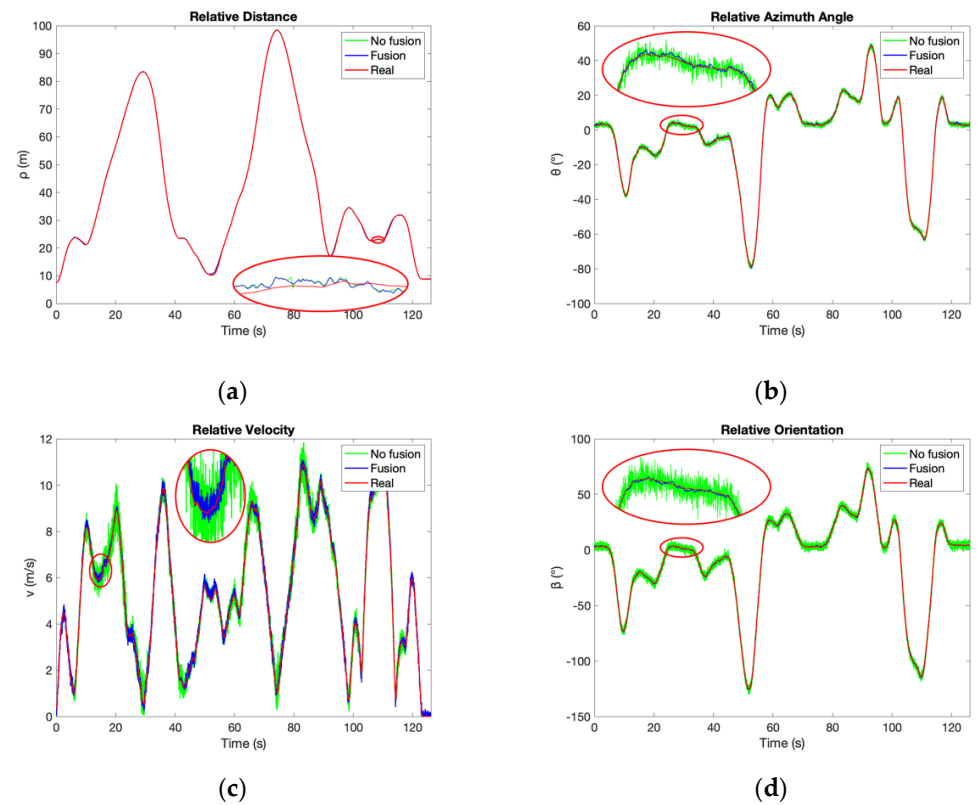 Relative Distance
100
90
80
70
60
50
40
30
20
10
0
ρ (m)
0 20 40 60 80 100 120
Time (s)
No fusion
Fusion
Real
(a)
Relative Azimuth Angle
60
40
20
0
-20
-40
-60
-80
-100
θ (°)
0 20 40 60 80 100 120
Time (s)
No fusion
Fusion
Real
(b)
Relative Velocity
12
10
8
6
4
2
0
v (m/s)
0 20 40 60 80 100 120
Time (s)
No fusion
Fusion
Real
(c)
Relative Orientation
100
50
0
-50
-100
-150
β (°)
0 20 40 60 80 100 120
Time (s)
No fusion
Fusion
Real
(d)